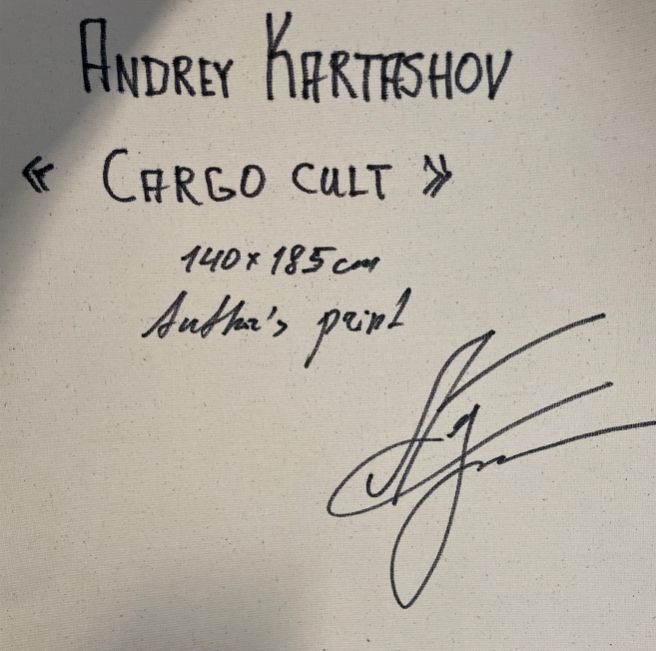 ANDREY KARTASHOV
« CARGO CULT »
140 x 185 cm
Author's print